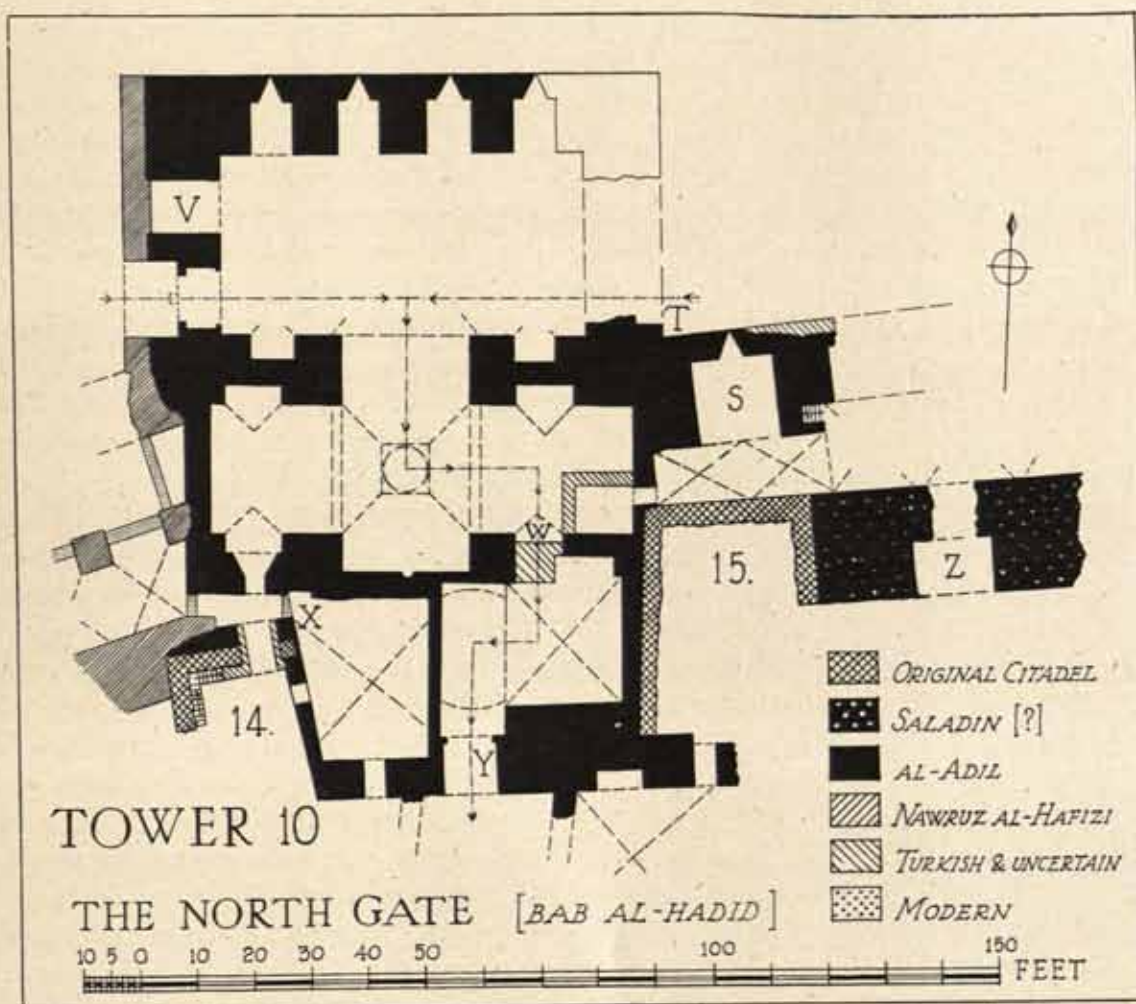 V
T
S
W
15.
Z
X
14.
Y
ORIGINAL CITADEL
SALADIN [?]
AL-ADIL
NAWRUZ AL-HAFIZI
TURKISH & UNCERTAIN
MODERN
TOWER 10
THE NORTH GATE [BAB AL-HADID]
10 5 0 10 20 30 40 50 100 150
FEET